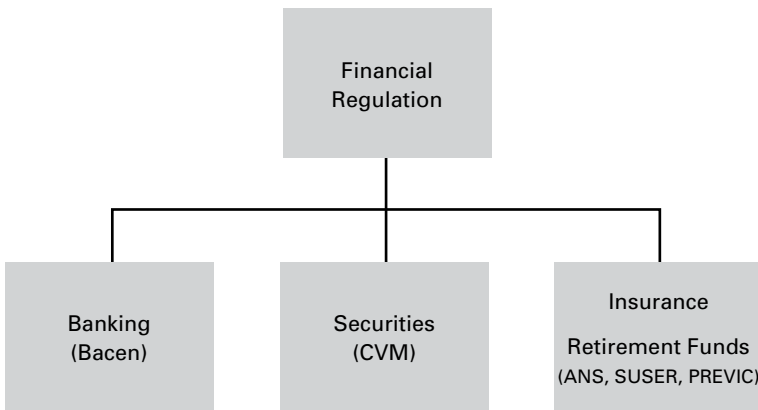 Financial
Regulation
Banking
(Bacen)
Securities
(CVM)
Insurance
Retirement Funds
(ANS, SUSER, PREVIC)